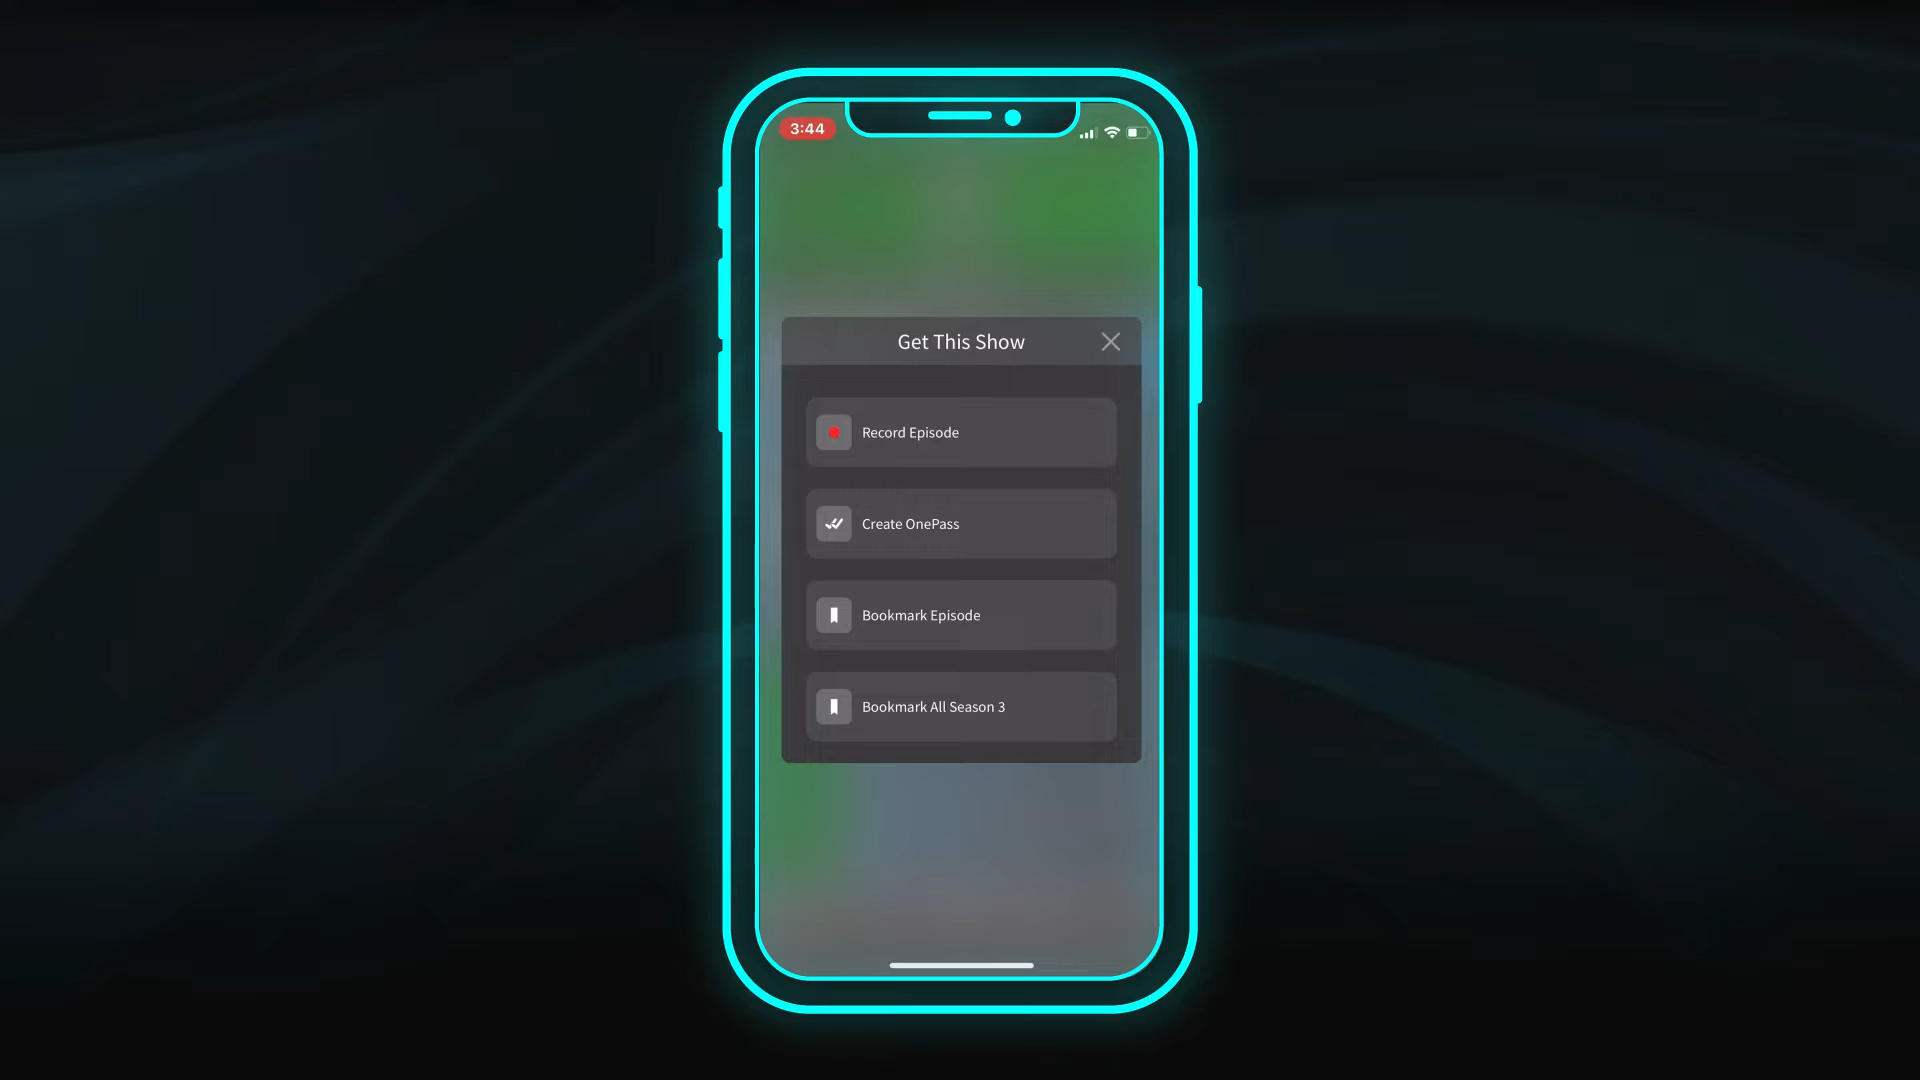 3:44
Get This Show
Record Episode
Create OnePass
Bookmark Episode
Bookmark All Season 3